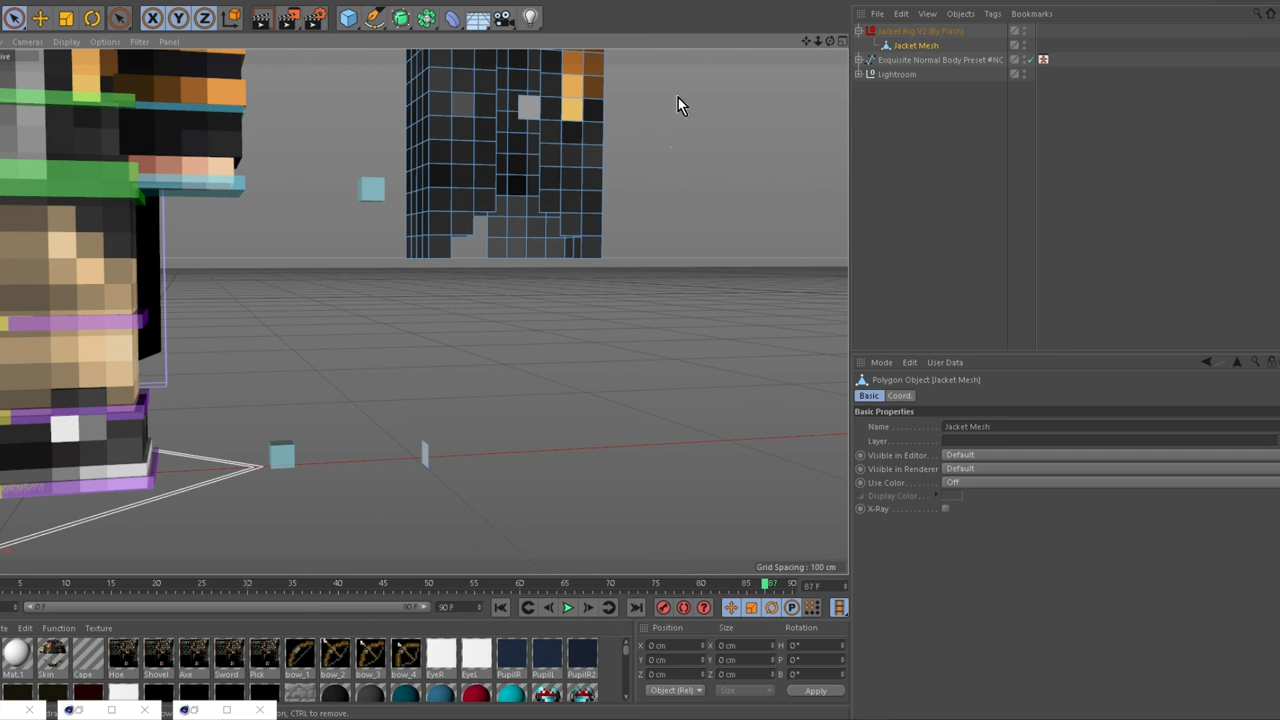 File Edit View Objects Tags Bookmarks
Cameras Display Options Filter Panel
Jacket Rig V2 (By Flash)
Jacket Mesh
Exquisite Normal Body Preset #NC
Lightroom
Mode Edit User Data
Polygon Object [Jacket Mesh]
Basic Coord.
Basic Properties
Name Jacket Mesh
Layer
Visible in Editor Default
Visible in Renderer Default
Use Color Off
Display Color
X-Ray
Grid Spacing : 100 cm
5 10 15 20 25 30 35 40 45 50 55 60 65 70 75 80 85 87 90 87 F
0 F 90 F 90 F
Edit Function Texture
Position Size Rotation
X 0 cm X 0 cm H 0°
Y 0 cm Y 0 cm P 0°
Z 0 cm Z 0 cm B 0°
Object (Rel) Size Apply
Mat.1 Skin Cape Hoe Shovel Axe Sword Pick bow_1 bow_2 bow_3 bow_4 EyeR EyeL PupilR PupilL PupilR2
, CTRL to remove.